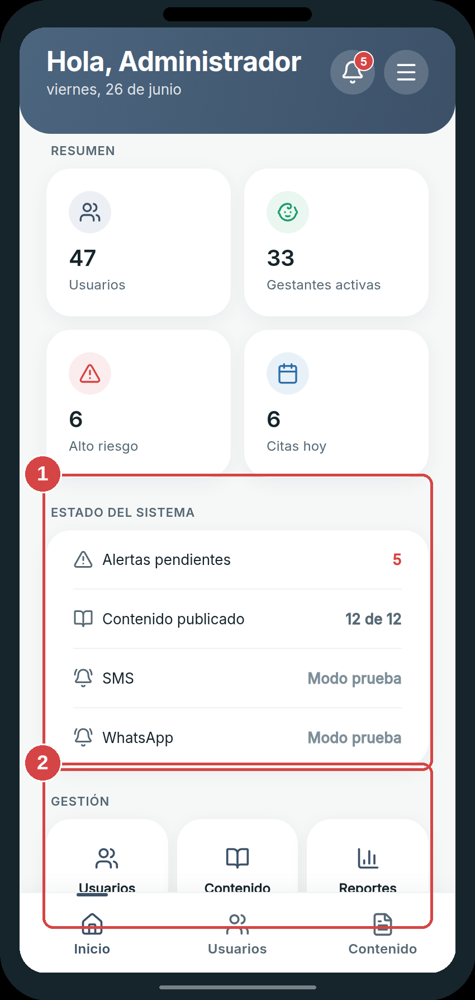 Hola, Administrador
5
viernes, 26 de junio
RESUMEN
47
Usuarios
33
Gestantes activas
6
Alto riesgo
6
Citas hoy
1
ESTADO DEL SISTEMA
Alertas pendientes 5
Contenido publicado 12 de 12
SMS Modo prueba
WhatsApp Modo prueba
2
GESTIÓN
Usuarios Contenido Reportes
Inicio Usuarios Contenido